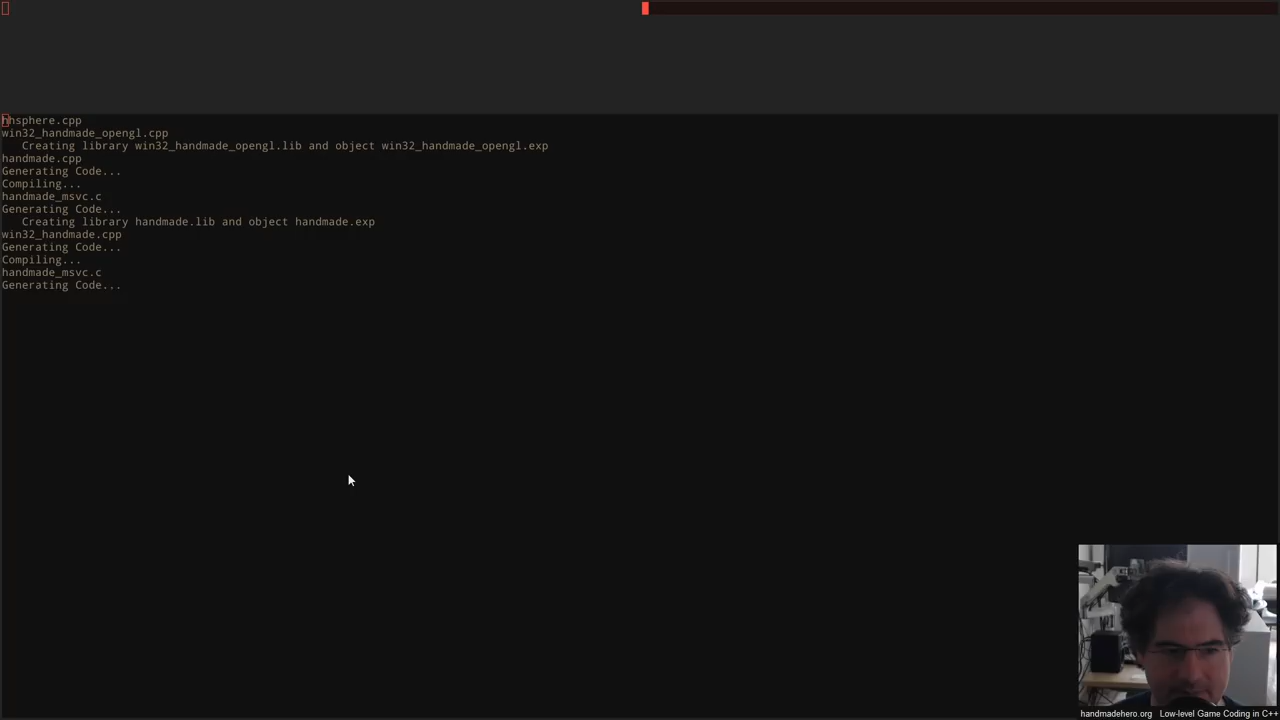 hhsphere.cpp
win32_handmade_opengl.cpp
   Creating library win32_handmade_opengl.lib and object win32_handmade_opengl.exp
handmade.cpp
Generating Code...
Compiling...
handmade_msvc.c
Generating Code...
   Creating library handmade.lib and object handmade.exp
win32_handmade.cpp
Generating Code...
Compiling...
handmade_msvc.c
Generating Code...
handmadehero.org   Low-level Game Coding in C++